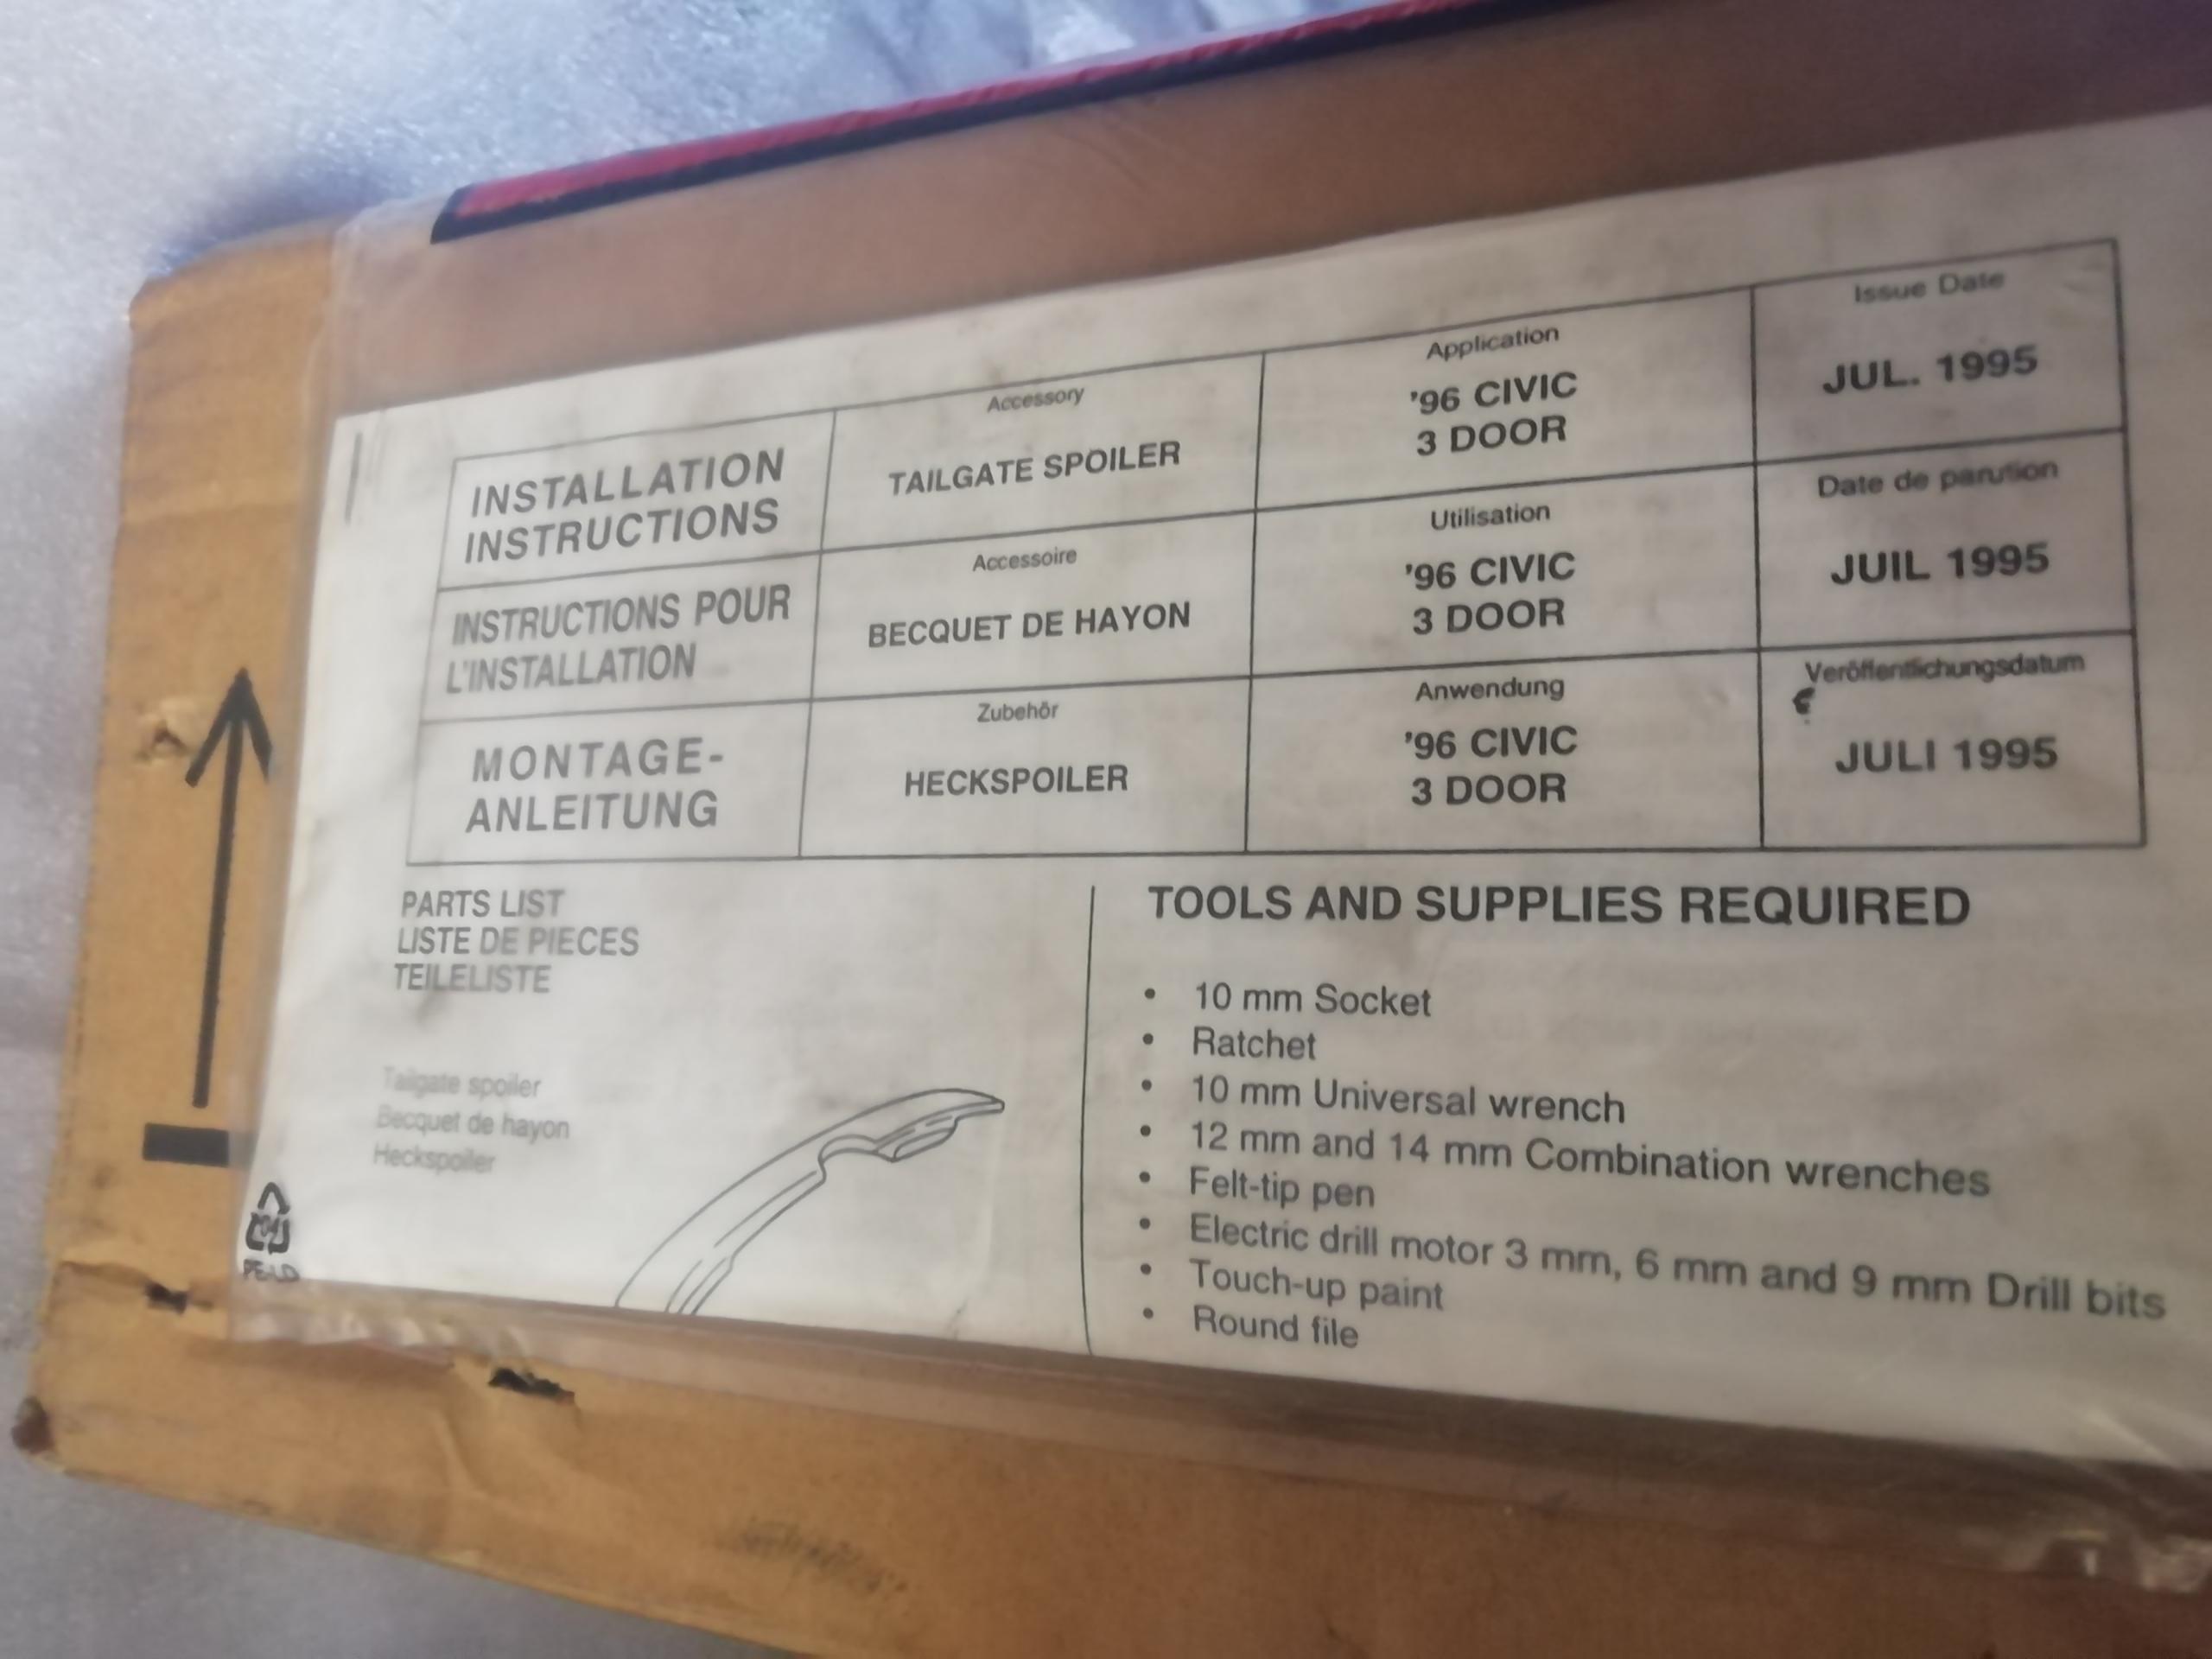 INSTALLATION
INSTRUCTIONS
Accessory
TAILGATE SPOILER
Application
'96 CIVIC
3 DOOR
Issue Date
JUL. 1995
INSTRUCTIONS POUR
L'INSTALLATION
Accessoire
BECQUET DE HAYON
Utilisation
'96 CIVIC
3 DOOR
Date de parution
JUIL 1995
MONTAGE-
ANLEITUNG
Zubehör
HECKSPOILER
Anwendung
'96 CIVIC
3 DOOR
Veröffentlichungsdatum
JULI 1995
PARTS LIST
LISTE DE PIECES
TEILELISTE
Tailgate spoiler
Becquet de hayon
Heckspoiler
TOOLS AND SUPPLIES REQUIRED
• 10 mm Socket
• Ratchet
• 10 mm Universal wrench
• 12 mm and 14 mm Combination wrenches
• Felt-tip pen
• Electric drill motor 3 mm, 6 mm and 9 mm Drill bits
• Touch-up paint
• Round file
04
PE-LD